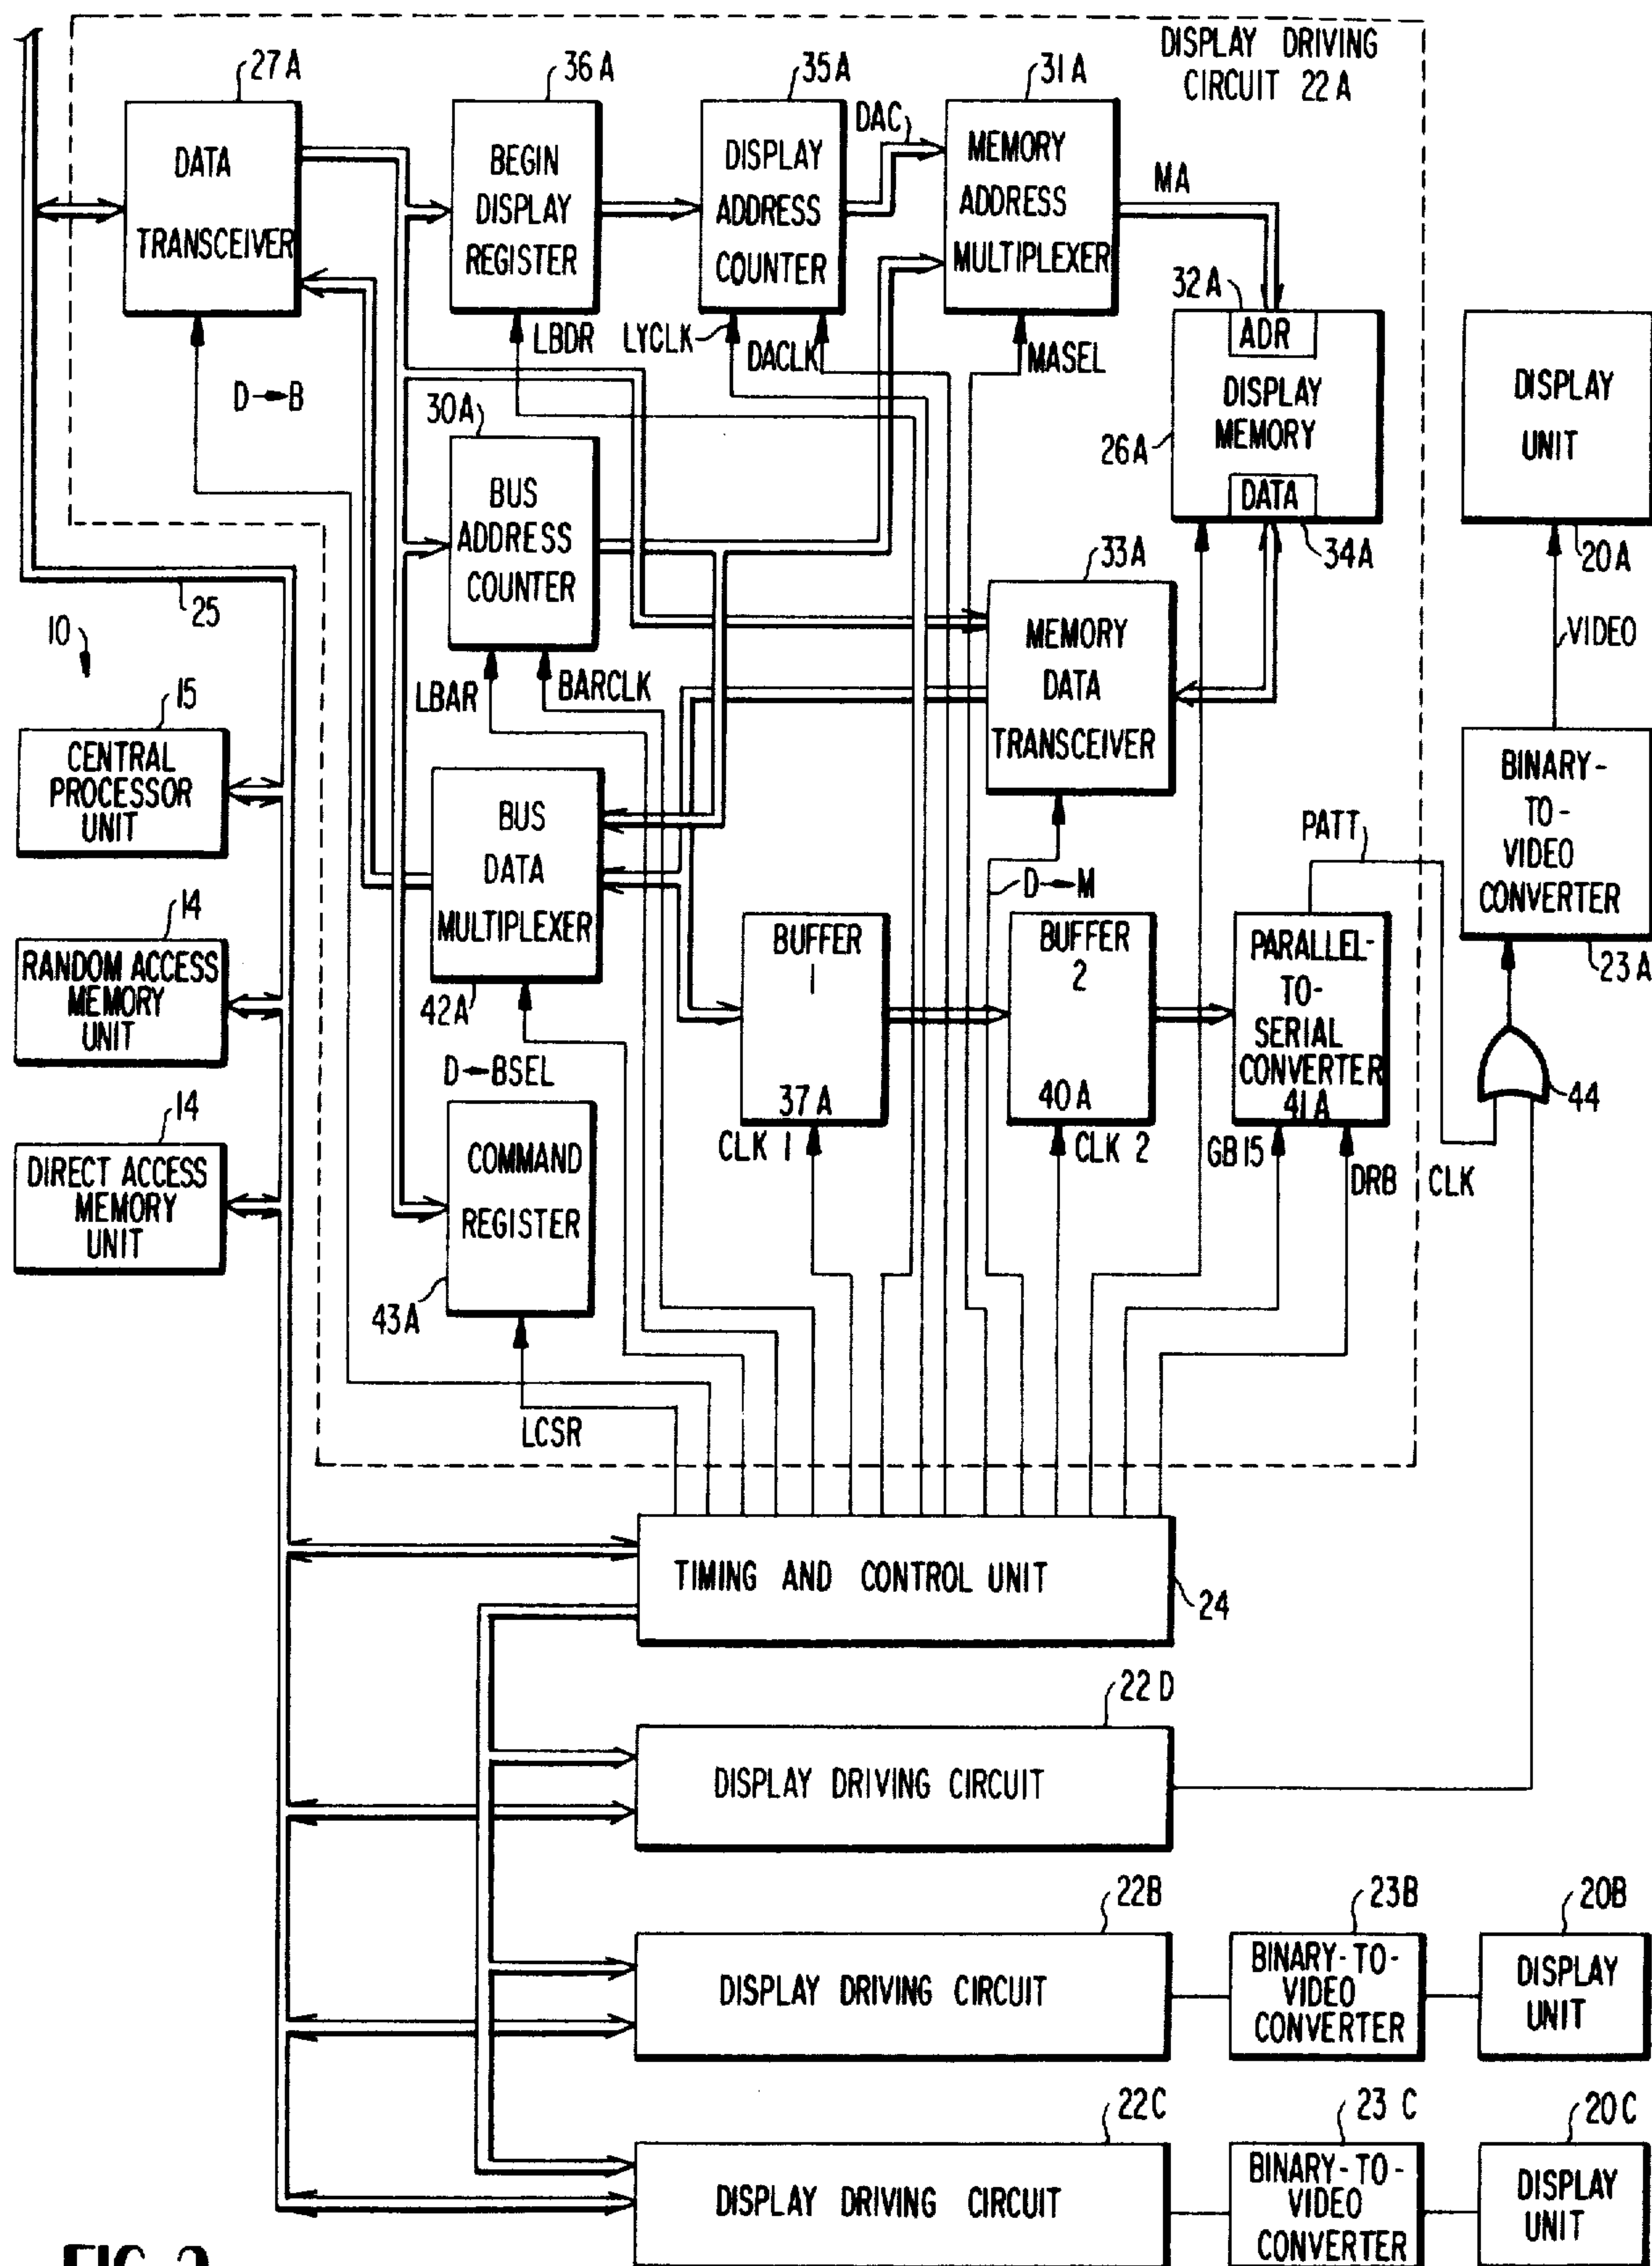 DISPLAY DRIVING
CIRCUIT 22A
27A
DATA
TRANSCEIVER
36A
BEGIN
DISPLAY
REGISTER
35A
DISPLAY
ADDRESS
COUNTER
DAC
31A
MEMORY
ADDRESS
MULTIPLEXER
MA
32A
ADR
DISPLAY
MEMORY
DATA
26A
34A
DISPLAY
UNIT
20A
D→B
LBDR
LYCLK
DACLK
MASEL
30A
BUS
ADDRESS
COUNTER
33A
MEMORY
DATA
TRANSCEIVER
VIDEO
25
10
15
CENTRAL
PROCESSOR
UNIT
LBAR
BARCLK
BUS
DATA
MULTIPLEXER
42A
D→M
PATT
BINARY-
TO-
VIDEO
CONVERTER
23A
14
RANDOM ACCESS
MEMORY
UNIT
BUFFER
1
37A
BUFFER
2
40A
PARALLEL-
TO-
SERIAL
CONVERTER
41A
44
D→BSEL
14
DIRECT ACCESS
MEMORY
UNIT
COMMAND
REGISTER
43A
CLK 1
CLK 2
GB15
DRB
CLK
LCSR
TIMING AND CONTROL UNIT
24
22D
DISPLAY DRIVING CIRCUIT
22B
DISPLAY DRIVING CIRCUIT
23B
BINARY-TO-
VIDEO
CONVERTER
20B
DISPLAY
UNIT
22C
DISPLAY DRIVING CIRCUIT
23C
BINARY-TO-
VIDEO
CONVERTER
20C
DISPLAY
UNIT